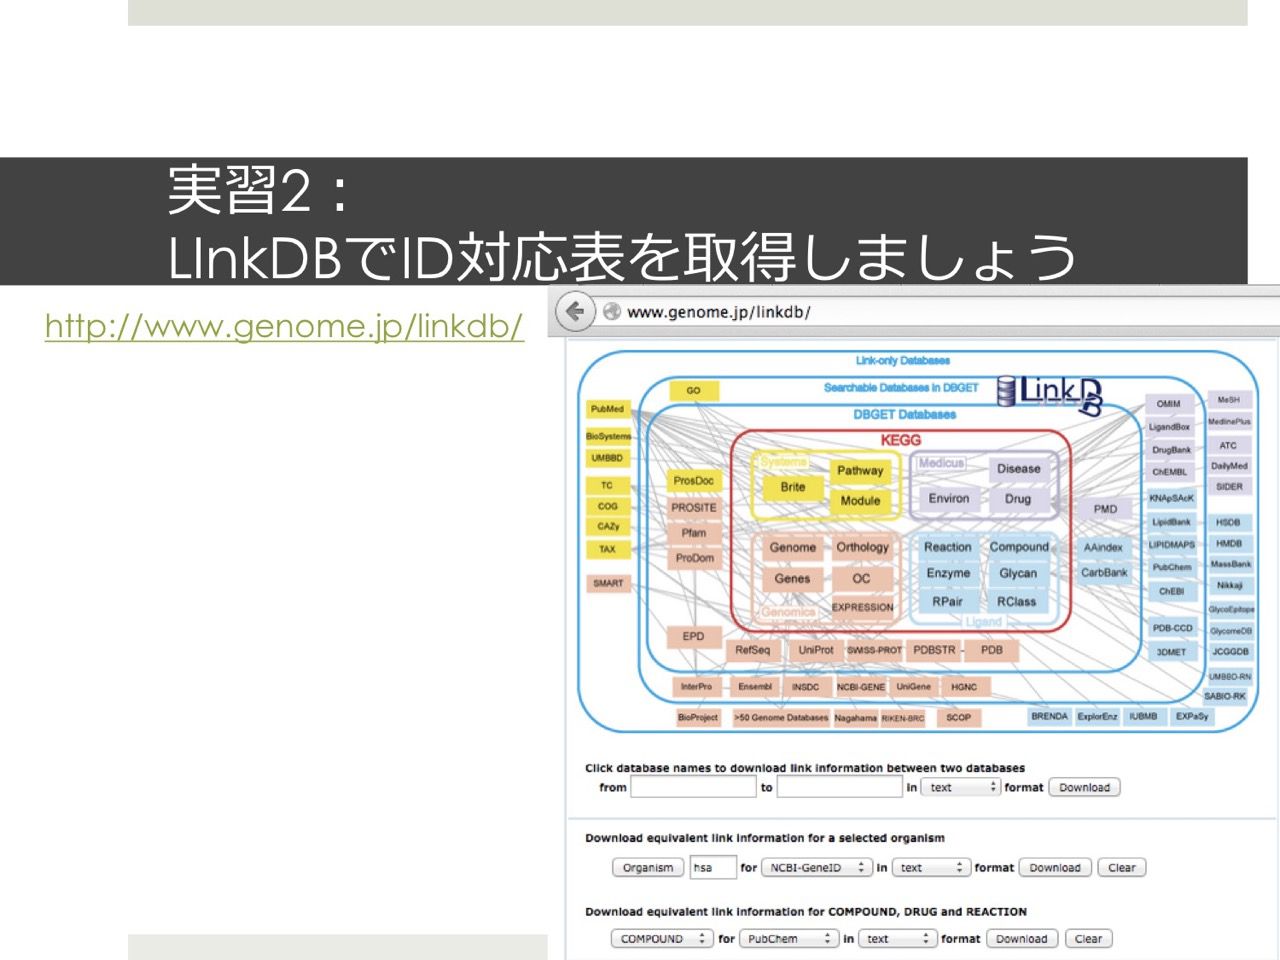 実習2：
LInkDBでID対応表を取得しましょう
http://www.genome.jp/linkdb/
www.genome.jp/linkdb/
Link-only Databases
Searchable Databases in DBGET
LinkDB
DBGET Databases
KEGG
GO
PubMed
BioSystems
UMBBD
TC
COG
CAZy
TAX
SMART
ProsDoc
PROSITE
Pfam
ProDom
EPD
Systems
Pathway
Brite
Module
Medicus
Disease
Environ
Drug
Genome
Orthology
Genes
OC
EXPRESSION
Genomics
Reaction
Compound
Enzyme
Glycan
RPair
RClass
Ligand
PMD
AAindex
CarbBank
OMIM
LigandBox
DrugBank
ChEMBL
KNApSAcK
LipidBank
LIPIDMAPS
PubChem
ChEBI
PDB-CCD
3DMET
MeSH
MedlinePlus
ATC
DailyMed
SIDER
HSDB
HMDB
MassBank
Nikkaji
GlycoEpitope
GlycomeDB
JCGGDB
UMBBD-RN
SABIO-RK
RefSeq
UniProt
SWISS-PROT
PDBSTR
PDB
InterPro
Ensembl
INSDC
NCBI-GENE
UniGene
HGNC
BioProject
>50 Genome Databases
Nagahama
RIKEN-BRC
SCOP
BRENDA
ExplorEnz
IUBMB
EXPaSy
Click database names to download link information between two databases
from to in text format Download
Download equivalent link information for a selected organism
Organism hsa for NCBI-GeneID in text format Download Clear
Download equivalent link information for COMPOUND, DRUG and REACTION
COMPOUND for PubChem in text format Download Clear